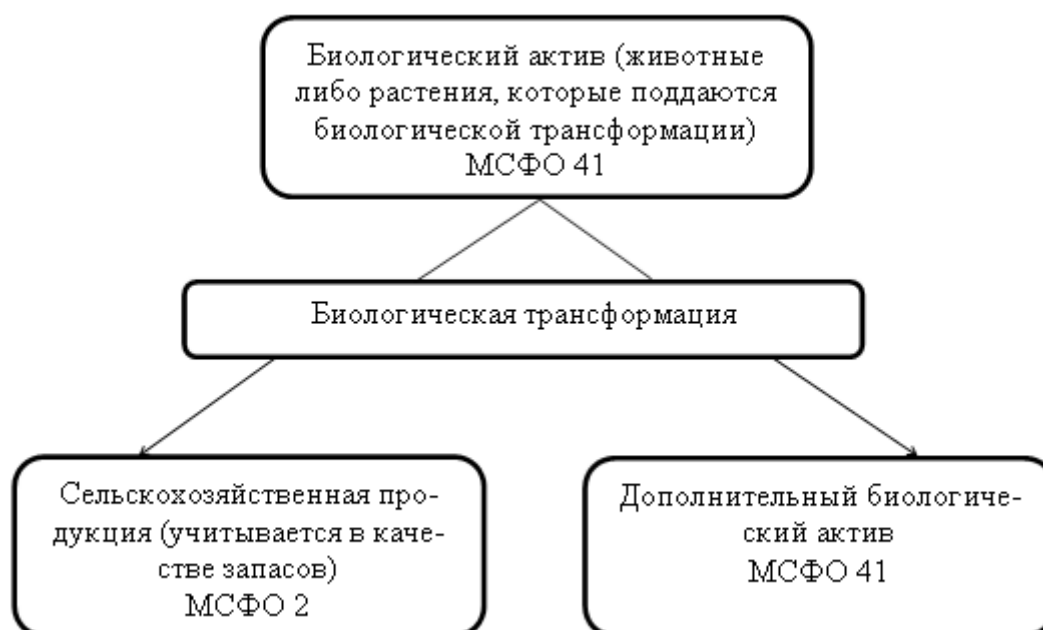 Биологический актив (животные
либо растения, которые поддаются
биологической трансформации)
МСФО 41
Биологическая трансформация
Сельскохозяйственная про-
дукция (учитывается в каче-
стве запасов)
МСФО 2
Дополнительный биологиче-
ский актив
МСФО 41